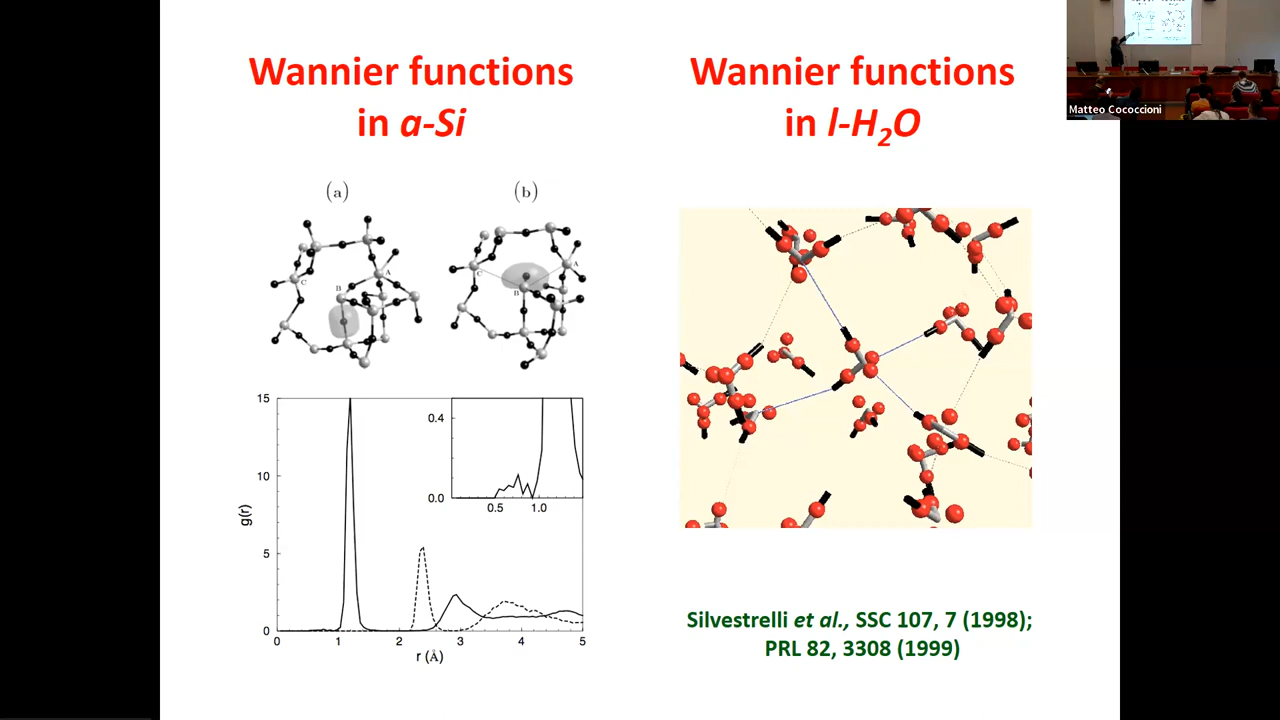 Wannier functions
in a-Si
Wannier functions
in l-H2O
Matteo Cococcioni
(a)
(b)
A
B
C
A
B
C
15
10
5
0
g(r)
0.4
0.0
0.5
1.0
0
1
2
3
4
5
r (Å)
Silvestrelli et al., SSC 107, 7 (1998);
PRL 82, 3308 (1999)